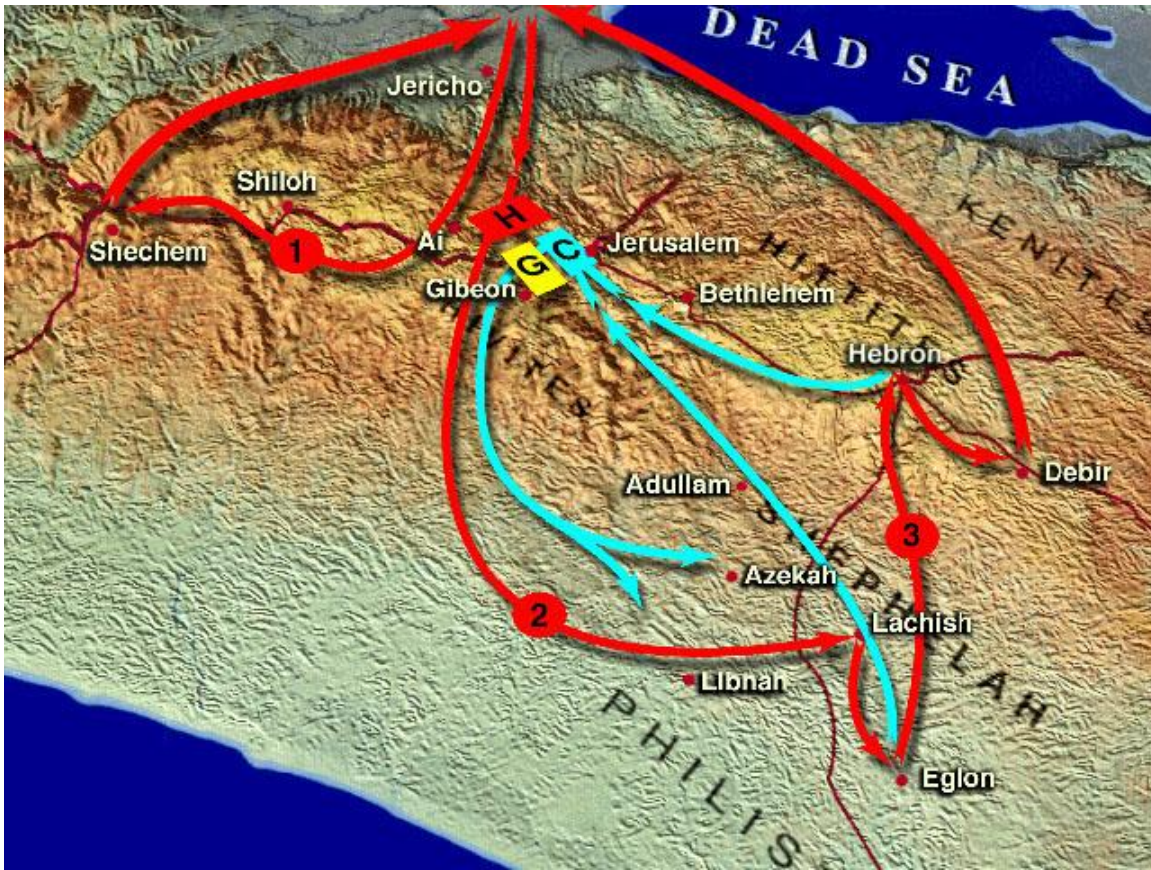 DEAD SEA
Jericho
Shiloh
KENITES
H
Shechem
1
Ai
C
Jerusalem
HITTITES
G
Gibeon
Bethlehem
HIVITES
Hebron
Adullam
Debir
SHEPHELAH
3
Azekah
2
Lachish
Libnah
PHILIS
Eglon